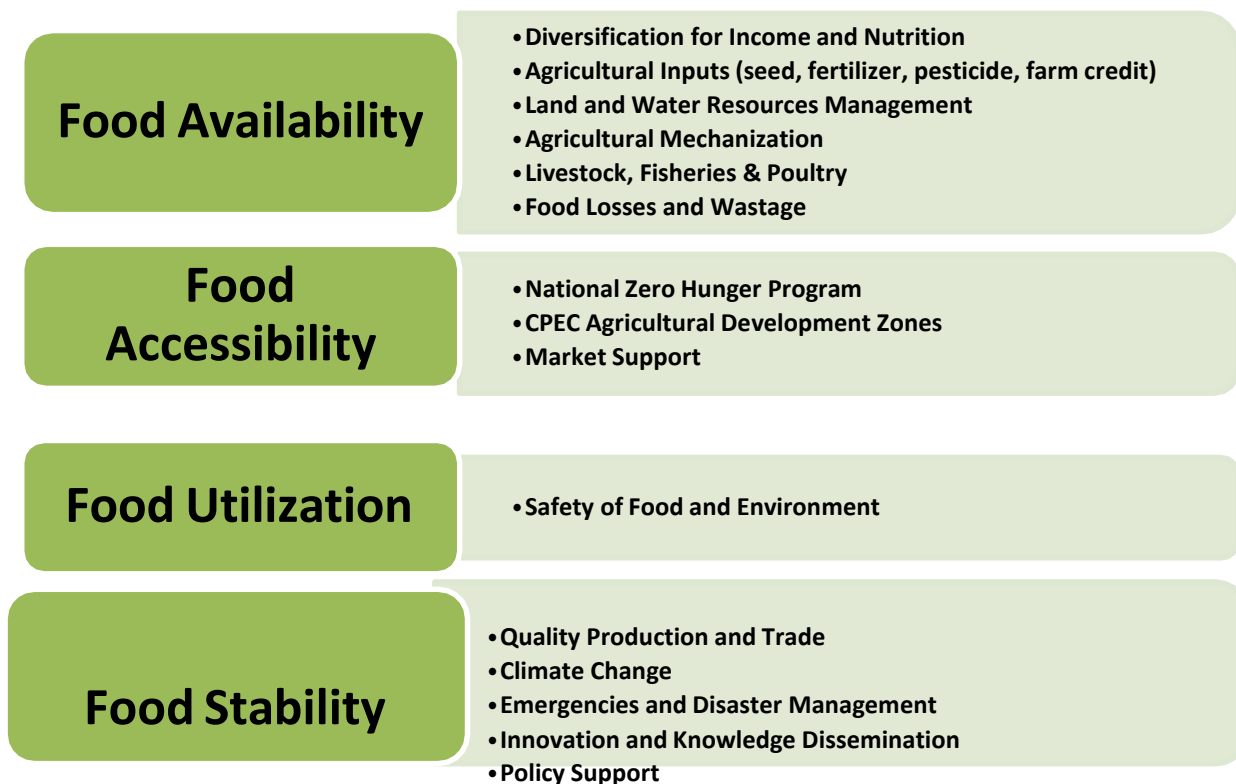 Food Availability
•Diversification for Income and Nutrition
•Agricultural Inputs (seed, fertilizer, pesticide, farm credit)
•Land and Water Resources Management
•Agricultural Mechanization
•Livestock, Fisheries & Poultry
•Food Losses and Wastage
Food
Accessibility
•National Zero Hunger Program
•CPEC Agricultural Development Zones
•Market Support
Food Utilization
•Safety of Food and Environment
Food Stability
•Quality Production and Trade
•Climate Change
•Emergencies and Disaster Management
•Innovation and Knowledge Dissemination
•Policy Support